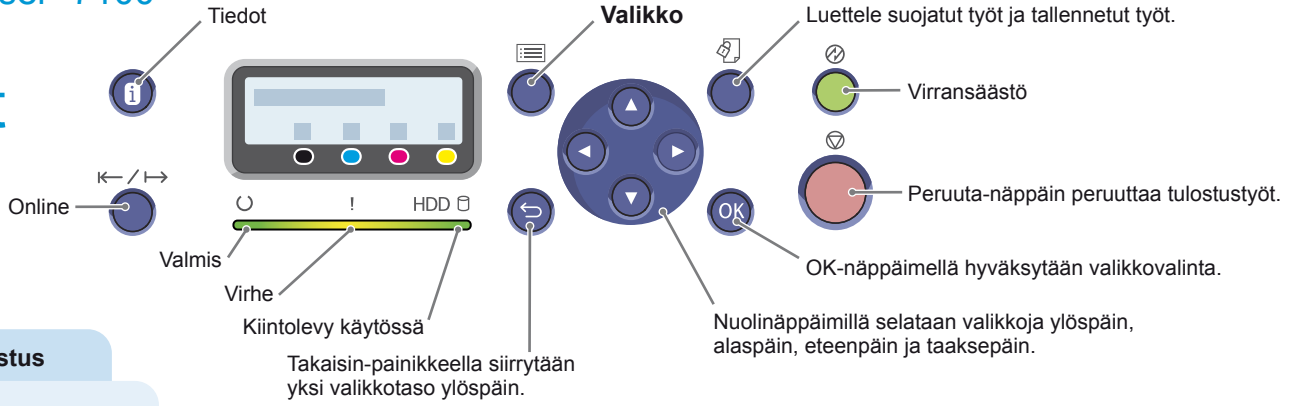 7100
Tiedot
Valikko
Luettele suojatut työt ja tallennetut työt.
Virransäästö
Online
!
HDD
OK
Peruuta-näppäin peruuttaa tulostustyöt.
Valmis
Virhe
Kiintolevy käytössä
OK-näppäimellä hyväksytään valikkovalinta.
Takaisin-painikkeella siirrytään
yksi valikkotaso ylöspäin.
Nuolinäppäimillä selataan valikkoja ylöspäin,
alaspäin, eteenpäin ja taaksepäin.
stus